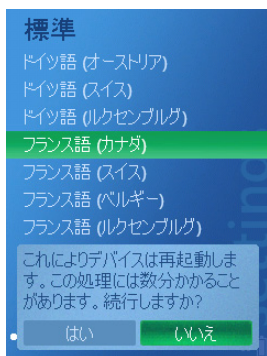 標準
ドイツ語 (オーストリア)
ドイツ語 (スイス)
ドイツ語 (ルクセンブルグ)
フランス語 (カナダ)
フランス語 (スイス)
フランス語 (ベルギー)
フランス語 (ルクセンブルグ)
これによりデバイスは再起動しま
す。この処理には数分かかること
があります。続行しますか?
はい
いいえ